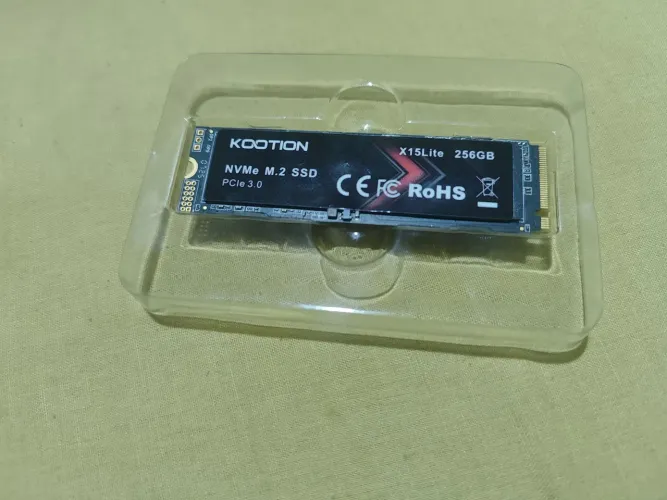 KOOTION
X15Lite 256GB
NVMe M.2 SSD
PCIe 3.0
CE FC RoHS